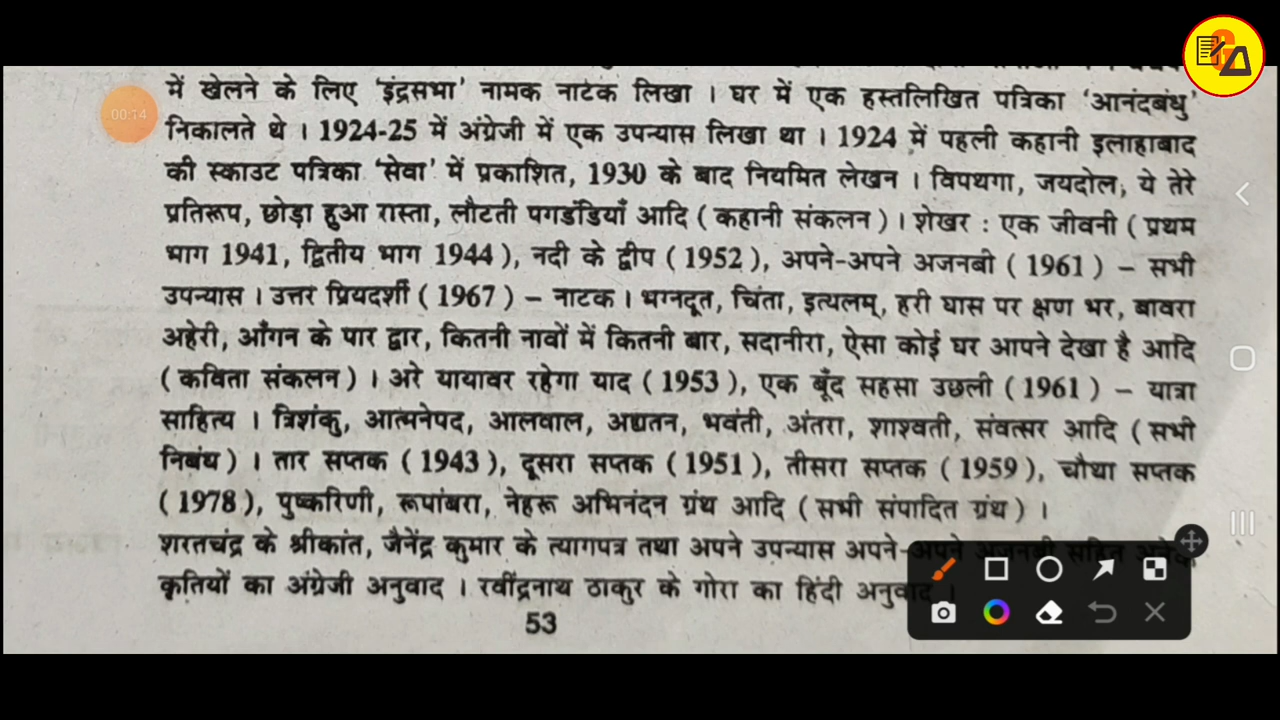 में खेलने के लिए 'इंद्रसभा' नामक नाटक लिखा । घर में एक हस्तलिखित पत्रिका 'आनंदबंधु'
00:14
निकालते थे । 1924-25 में अंग्रेजी में एक उपन्यास लिखा था । 1924 में पहली कहानी इलाहाबाद
की स्काउट पत्रिका 'सेवा' में प्रकाशित, 1930 के बाद नियमित लेखन । विपथगा, जयदोल, ये तेरे
प्रतिरूप, छोड़ा हुआ रास्ता, लौटती पगडंडियाँ आदि ( कहानी संकलन ) । शेखर : एक जीवनी ( प्रथम
भाग 1941, द्वितीय भाग 1944 ), नदी के द्वीप ( 1952 ), अपने-अपने अजनबी ( 1961 ) – सभी
उपन्यास । उत्तर प्रियदर्शी ( 1967 ) – नाटक । भग्नदूत, चिंता, इत्यलम्, हरी घास पर क्षण भर, बावरा
अहेरी, आँगन के पार द्वार, कितनी नावों में कितनी बार, सदानीरा, ऐसा कोई घर आपने देखा है आदि
( कविता संकलन ) । अरे यायावर रहेगा याद ( 1953 ), एक बूँद सहसा उछली ( 1961 ) – यात्रा
साहित्य । त्रिशंकु, आत्मनेपद, आलवाल, अद्यतन, भवंती, अंतरा, शाश्वती, संवत्सर आदि ( सभी
निबंध ) । तार सप्तक ( 1943 ), दूसरा सप्तक ( 1951 ), तीसरा सप्तक ( 1959 ), चौथा सप्तक
( 1978 ), पुष्करिणी, रूपांबरा, नेहरू अभिनंदन ग्रंथ आदि ( सभी संपादित ग्रंथ ) ।
शरतचंद्र के श्रीकांत, जैनेंद्र कुमार के त्यागपत्र तथा अपने उपन्यास अपने-अपने अजनबी सहित अनेक
कृतियों का अंग्रेजी अनुवाद । रवींद्रनाथ ठाकुर के गोरा का हिंदी अनुवाद ।
53